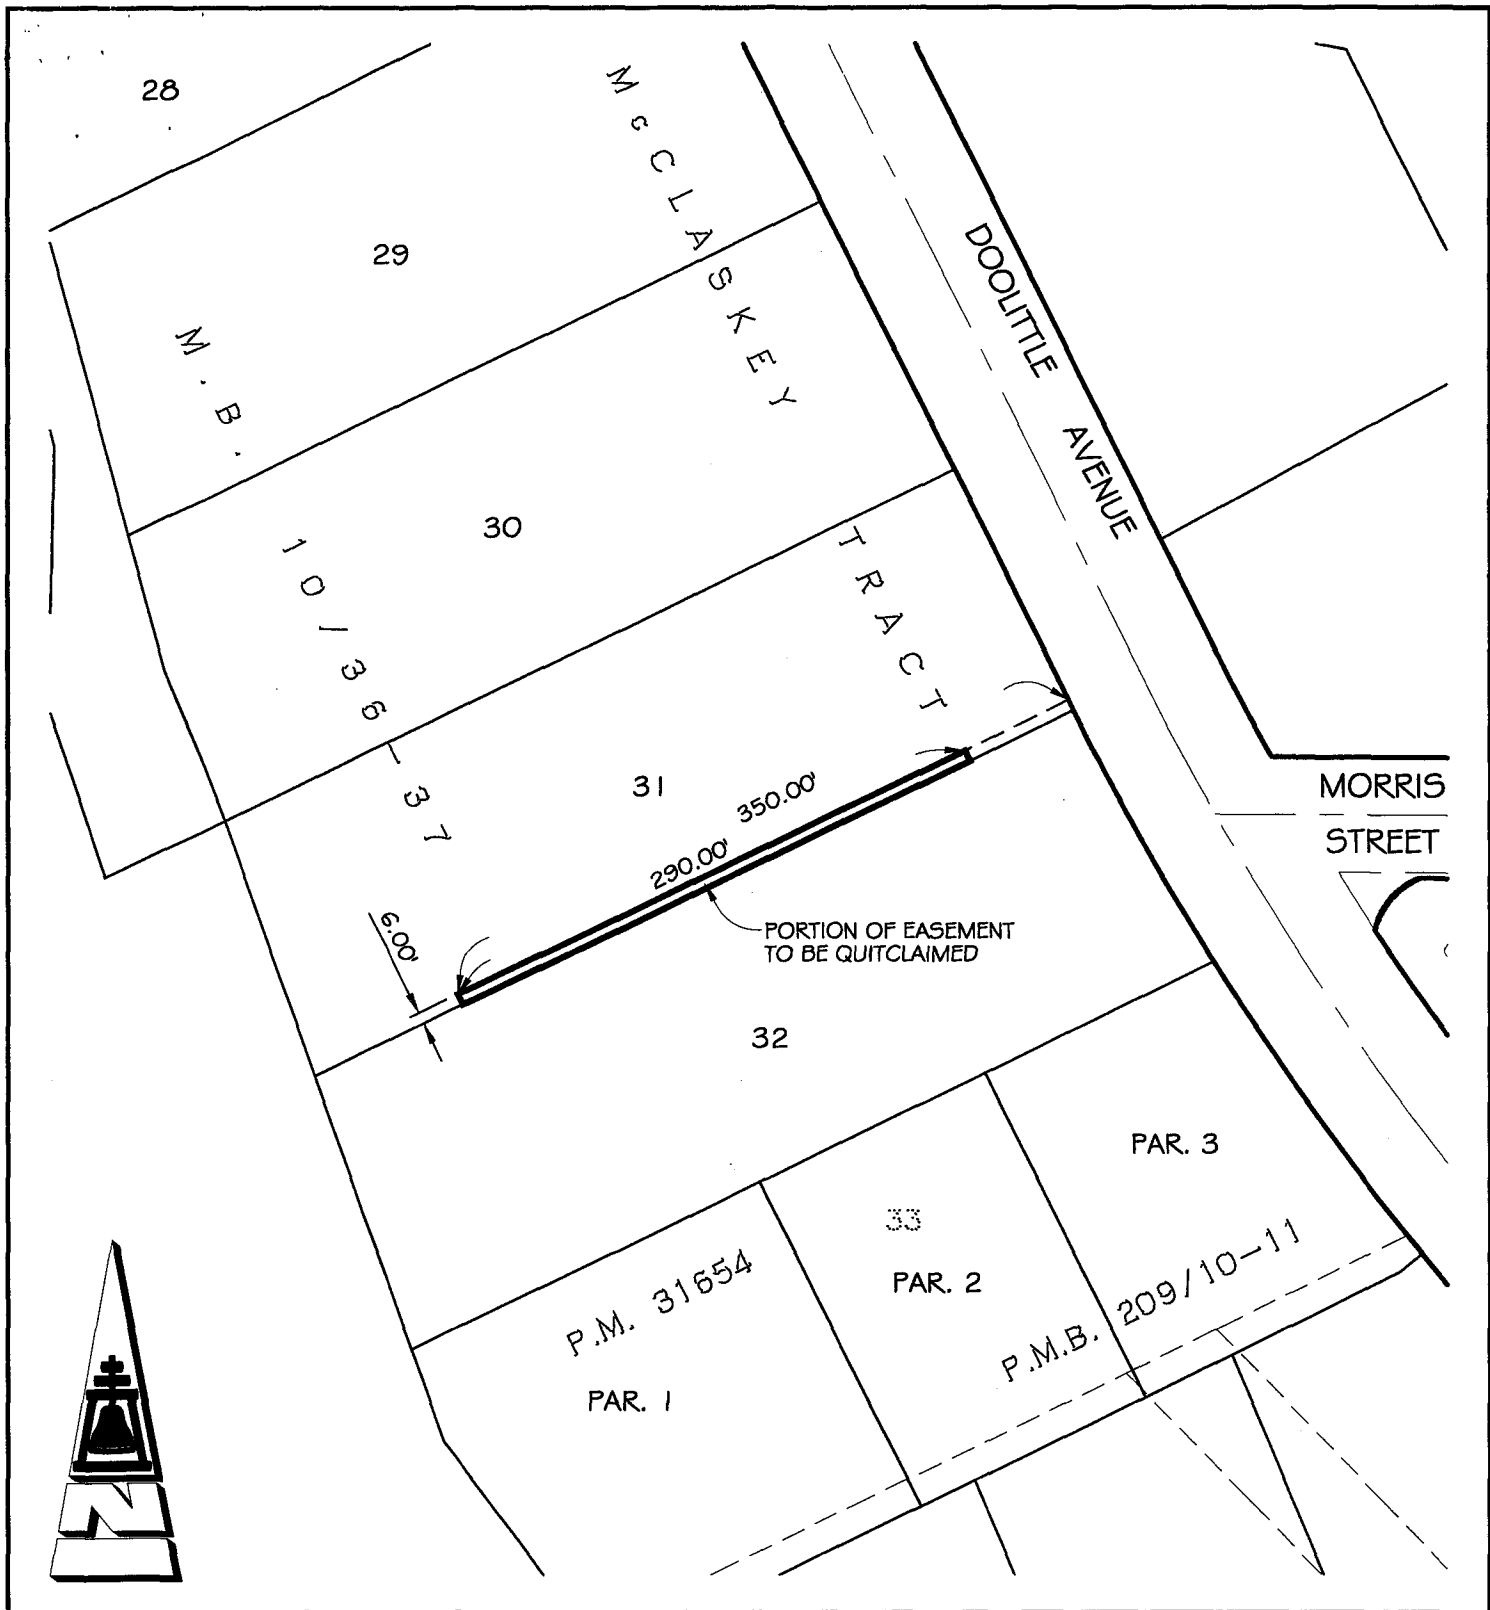 28
McCLASKEY
29
DOOLITTLE
M.B.
AVENUE
30
TRACT
10/36-37
31
350.00'
MORRIS
STREET
290.00'
6.00'
PORTION OF EASEMENT
TO BE QUITCLAIMED
32
PAR. 3
33
P.M. 31654
PAR. 2
P.M.B. 209/10-11
PAR. 1
N